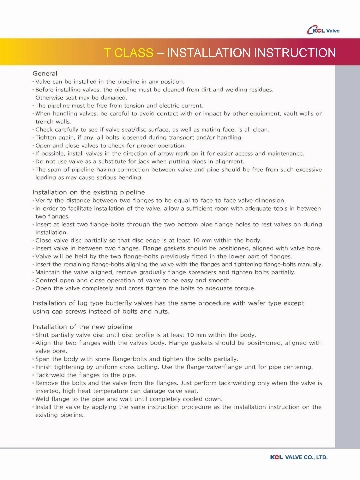 KCL Valve
T CLASS – INSTALLATION INSTRUCTION
General
- Valve can be installed in the pipeline in any position.
- Before installing valves, the pipeline must be cleaned from dirt and welding residues.
Otherwise seat may be damaged.
- The pipeline must be free from tension and electric current.
- When handling valves, be careful to avoid contact with or impact by other equipment, vault walls or
trench walls.
- Check carefully to see if valve seat/disc surface, as well as mating face, is all clean.
- Tighten again, if any, all bolts loosened during transport and/or handling.
- Open and close valves to check for proper operation.
- If possible, install valves in the direction of arrow mark on it for easier access and maintenance.
- Do not use valve as a substitute for jack when putting pipes in alignment.
- The span of pipeline having connection between valve and pipe should be free from such excessive
loading as may cause serious bending.
Installation on the existing pipeline
- Verify the distance between two flanges to be equal to face to face valve dimension.
- In order to facilitate installation of the valve, allow a sufficient room with adequate tools in between
two flanges.
- Insert at least two flange-bolts through the two bottom pipe flange holes to rest valves on during
installation.
- Close valve disc partially so that disc edge is at least 10 mm within the body.
- Insert valve in between two flanges. Flange gaskets should be positioned, aligned with valve bore.
- Valve will be held by the two flange-bolts previously fitted in the lower part of flanges.
- Insert the remaining flange-bolts aligning the valve with the flanges and tightening flange-bolts manually.
- Maintain the valve aligned, remove gradually flange spreaders and tighten bolts partially.
- Control open and close operation of valve to be easy and smooth.
- Open the valve completely and cross tighten the bolts to adequate torque.
Installation of lug type butterfly valves has the same procedure with wafer type except
using cap screws instead of bolts and nuts.
Installation of the new pipeline
- Shut partially valve disc until disc profile is at least 10 mm within the body.
- Align the two flanges with the valves body. Flange gaskets should be positioned, aligned with
valve bore.
- Span the body with some flange-bolts and tighten the bolts partially.
- Finish tightening by uniform cross bolting. Use the flange-valve-flange unit for pipe centering.
- Tack-weld the flanges to the pipe.
- Remove the bolts and the valve from the flanges. Just perform tack-welding only when the valve is
inserted, high heat temperature can damage valve seat.
- Weld flange to the pipe and wait until completely cooled down.
- Install the valve by applying the same instruction procedure as the installation instruction on the
existing pipeline.
KCL VALVE CO., LTD.